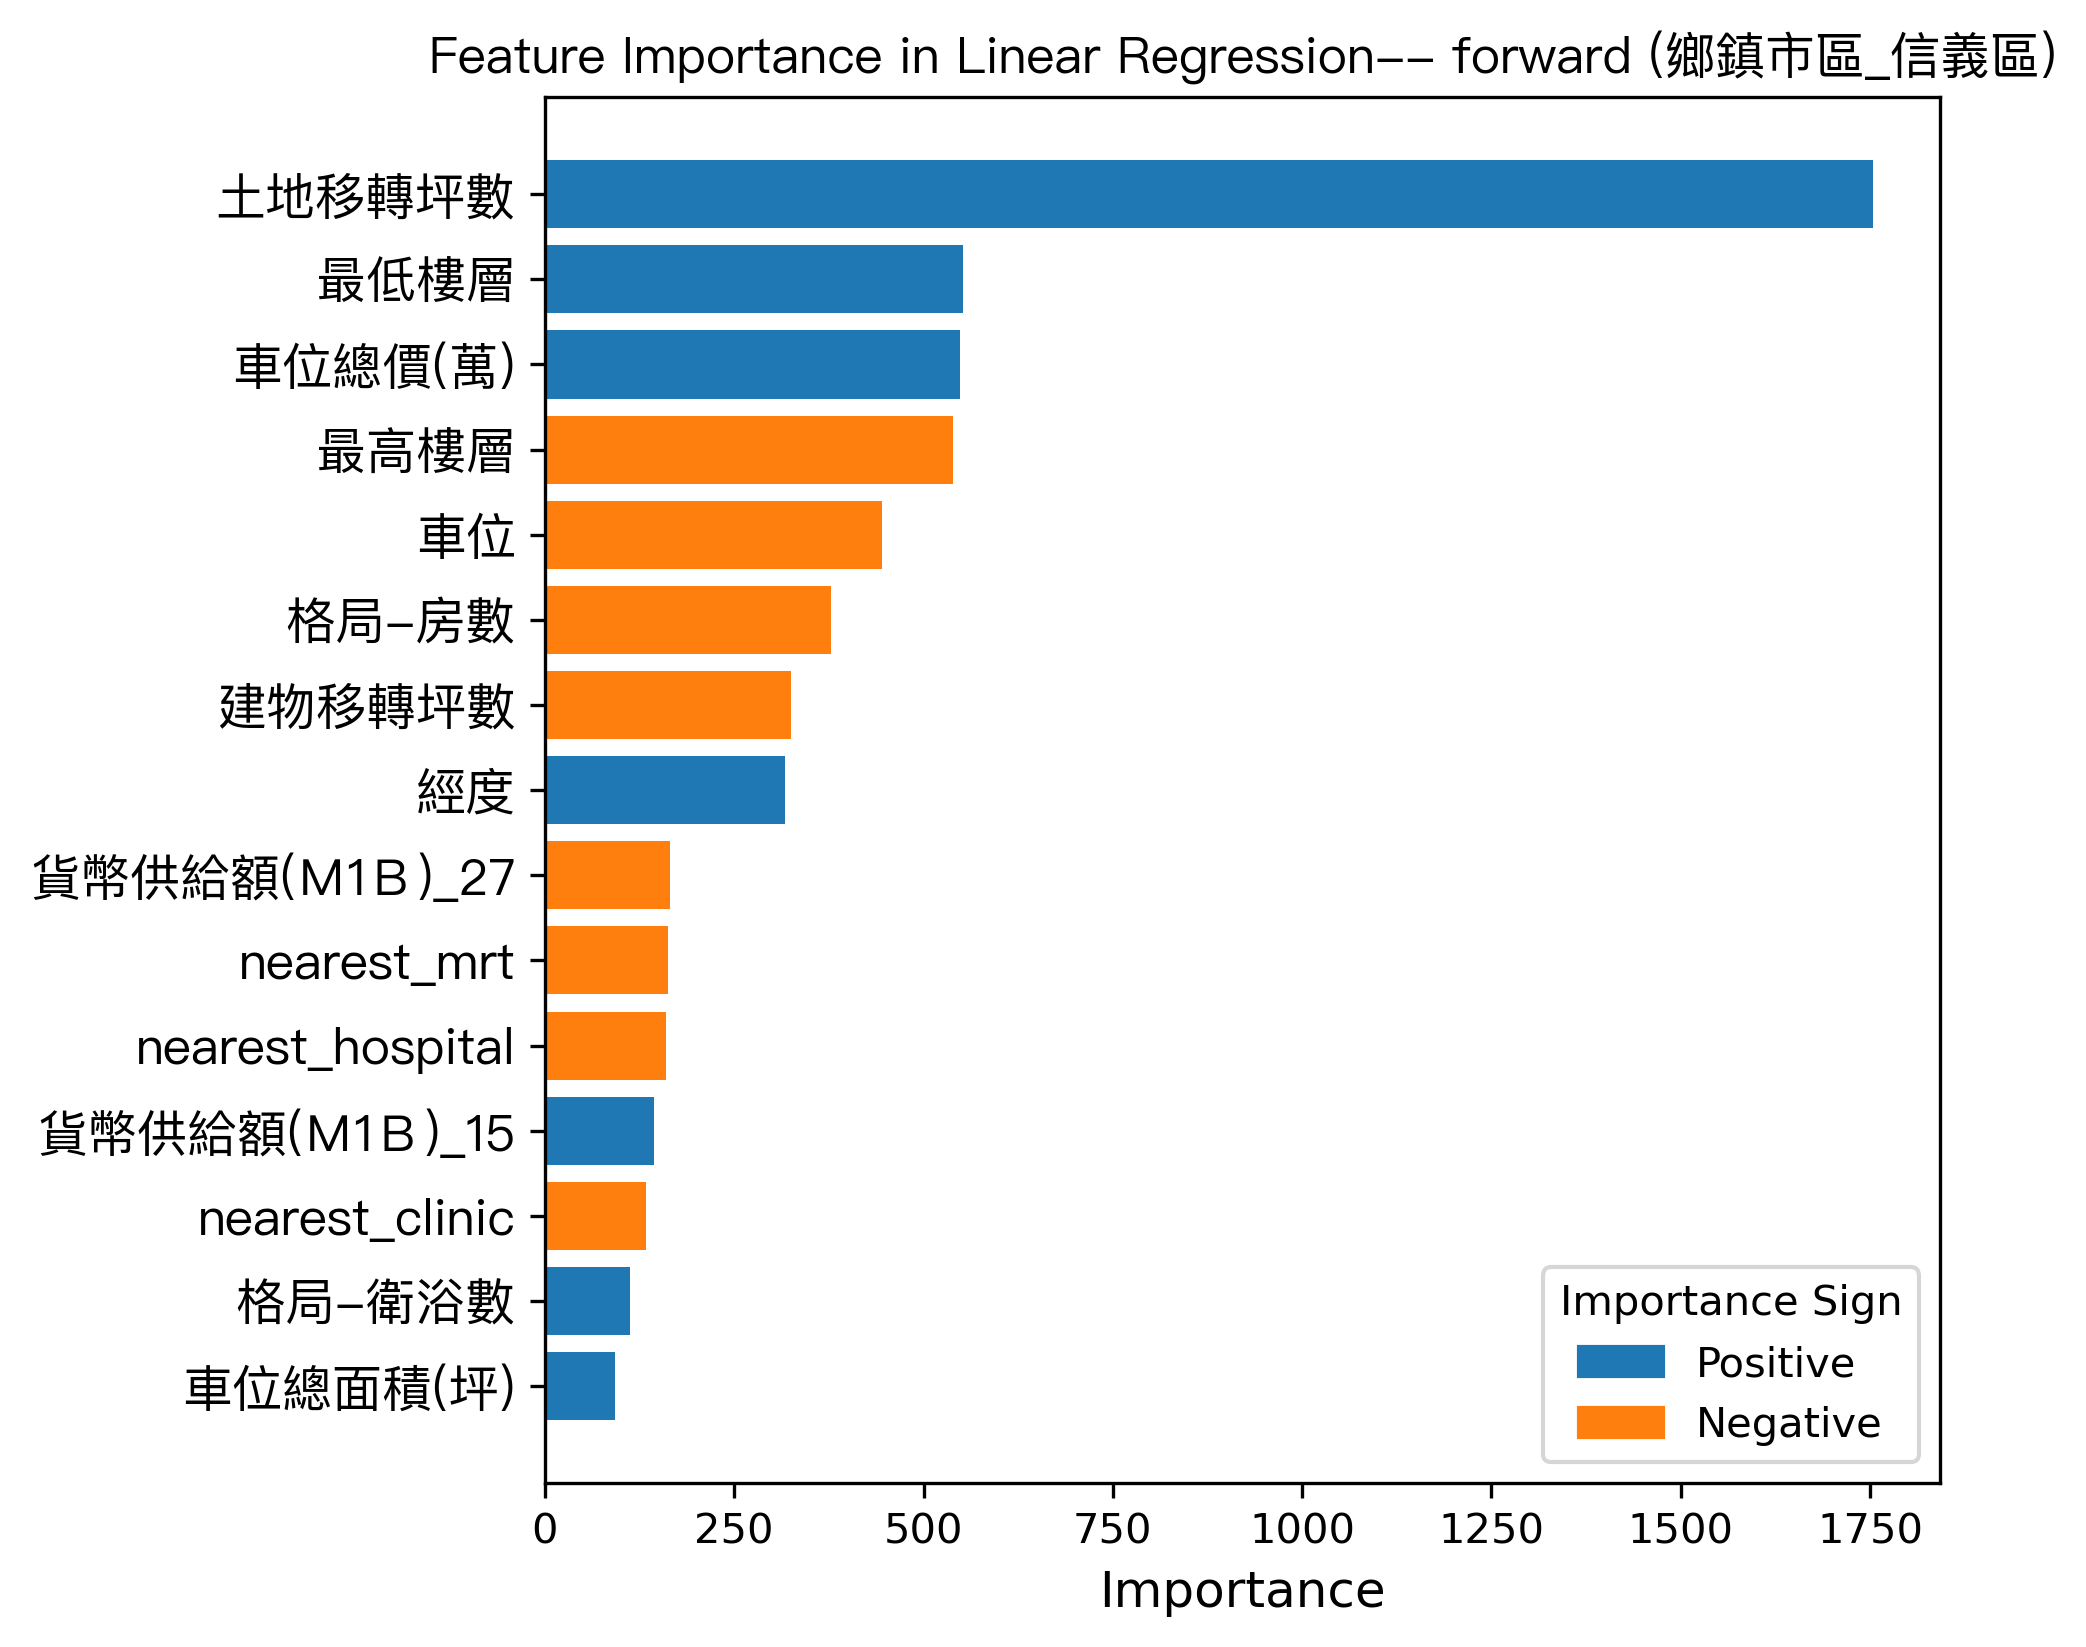 Feature Importance in Linear Regression-- forward (鄉鎮市區_信義區)
土地移轉坪數
最低樓層
車位總價(萬)
最高樓層
車位
格局-房數
建物移轉坪數
經度
貨幣供給額(M1B)_27
nearest_mrt
nearest_hospital
貨幣供給額(M1B)_15
nearest_clinic
格局-衛浴數
車位總面積(坪)
Importance Sign
Positive
Negative
0 250 500 750 1000 1250 1500 1750
Importance